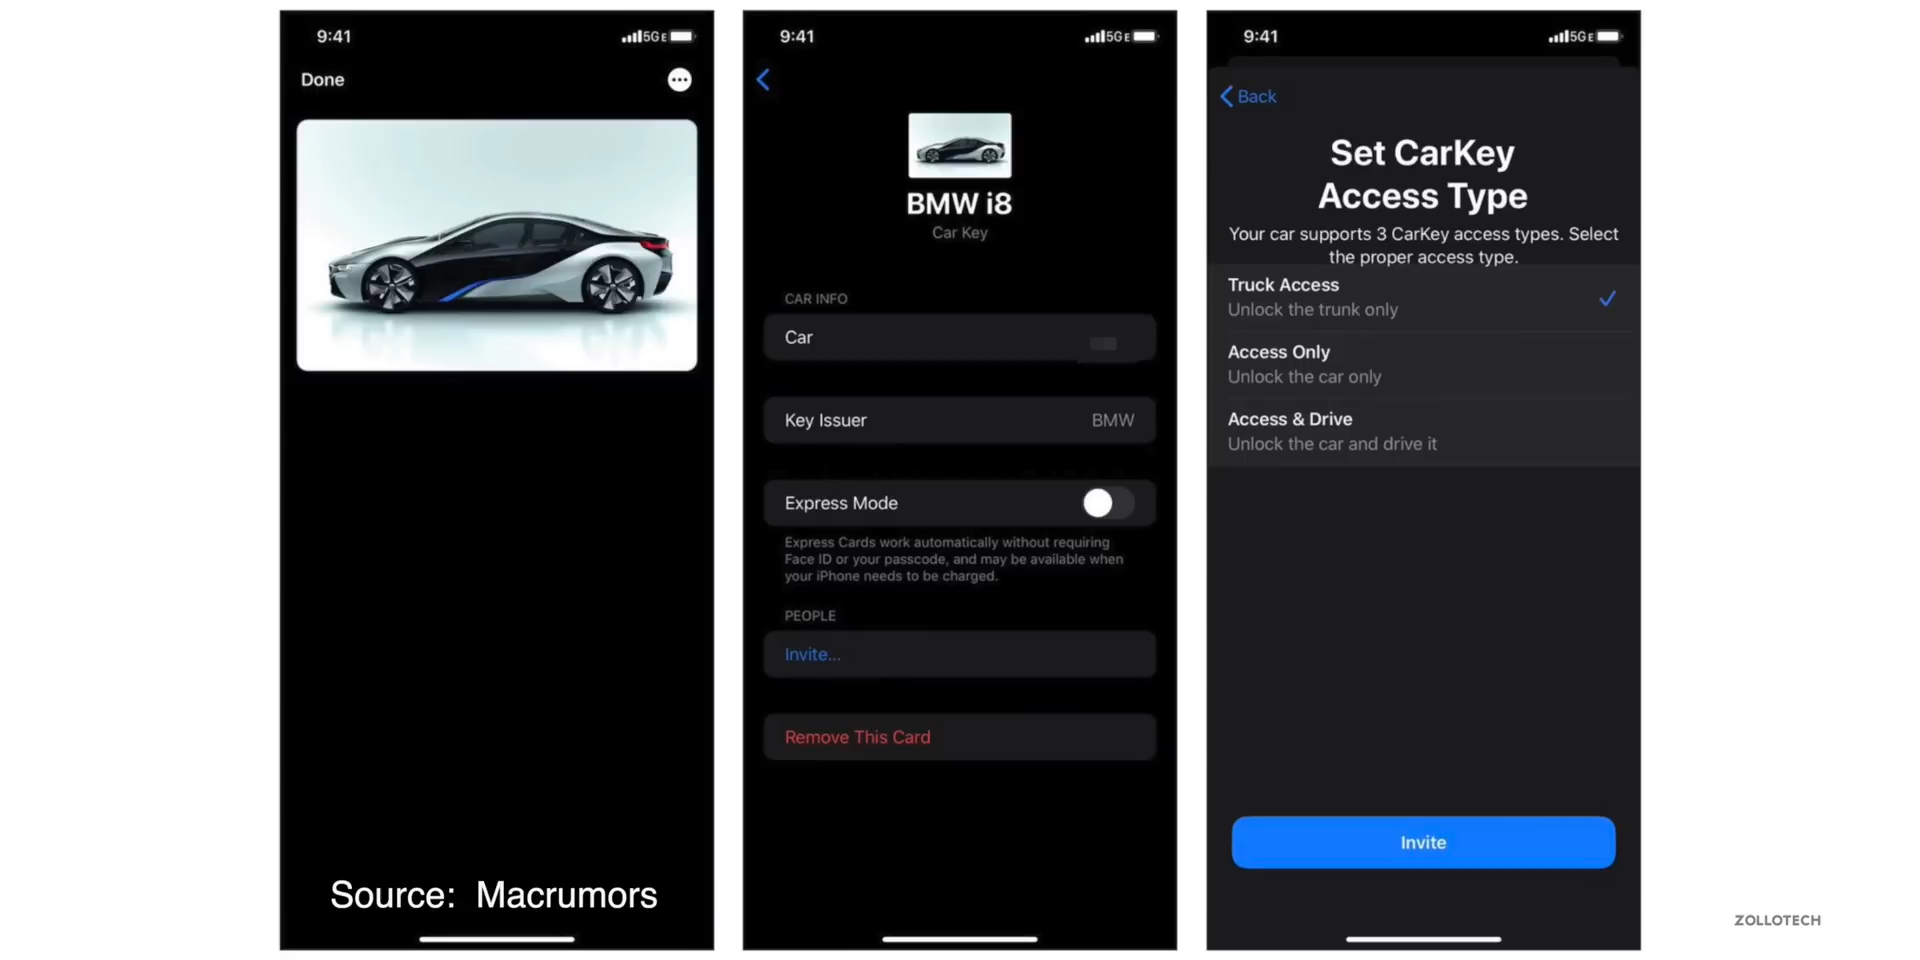 9:41
5GE
Done
Source: Macrumors
9:41
5GE
BMW i8
Car Key
CAR INFO
Car
Key Issuer
BMW
Express Mode
Express Cards work automatically without requiring
Face ID or your passcode, and may be available when
your iPhone needs to be charged.
PEOPLE
Invite...
Remove This Card
9:41
5GE
Back
Set CarKey
Access Type
Your car supports 3 CarKey access types. Select
the proper access type.
Truck Access
Unlock the trunk only
Access Only
Unlock the car only
Access & Drive
Unlock the car and drive it
Invite
ZOLLOTECH